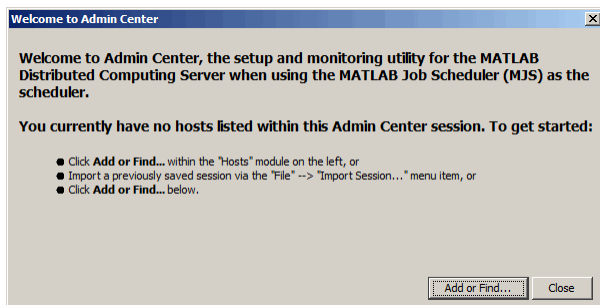 Welcome to Admin Center
Welcome to Admin Center, the setup and monitoring utility for the MATLAB
Distributed Computing Server when using the MATLAB Job Scheduler (MJS) as the
scheduler.
You currently have no hosts listed within this Admin Center session. To get started:
● Click Add or Find... within the "Hosts" module on the left, or
● Import a previously saved session via the "File" --> "Import Session..." menu item, or
● Click Add or Find... below.
Add or Find... Close